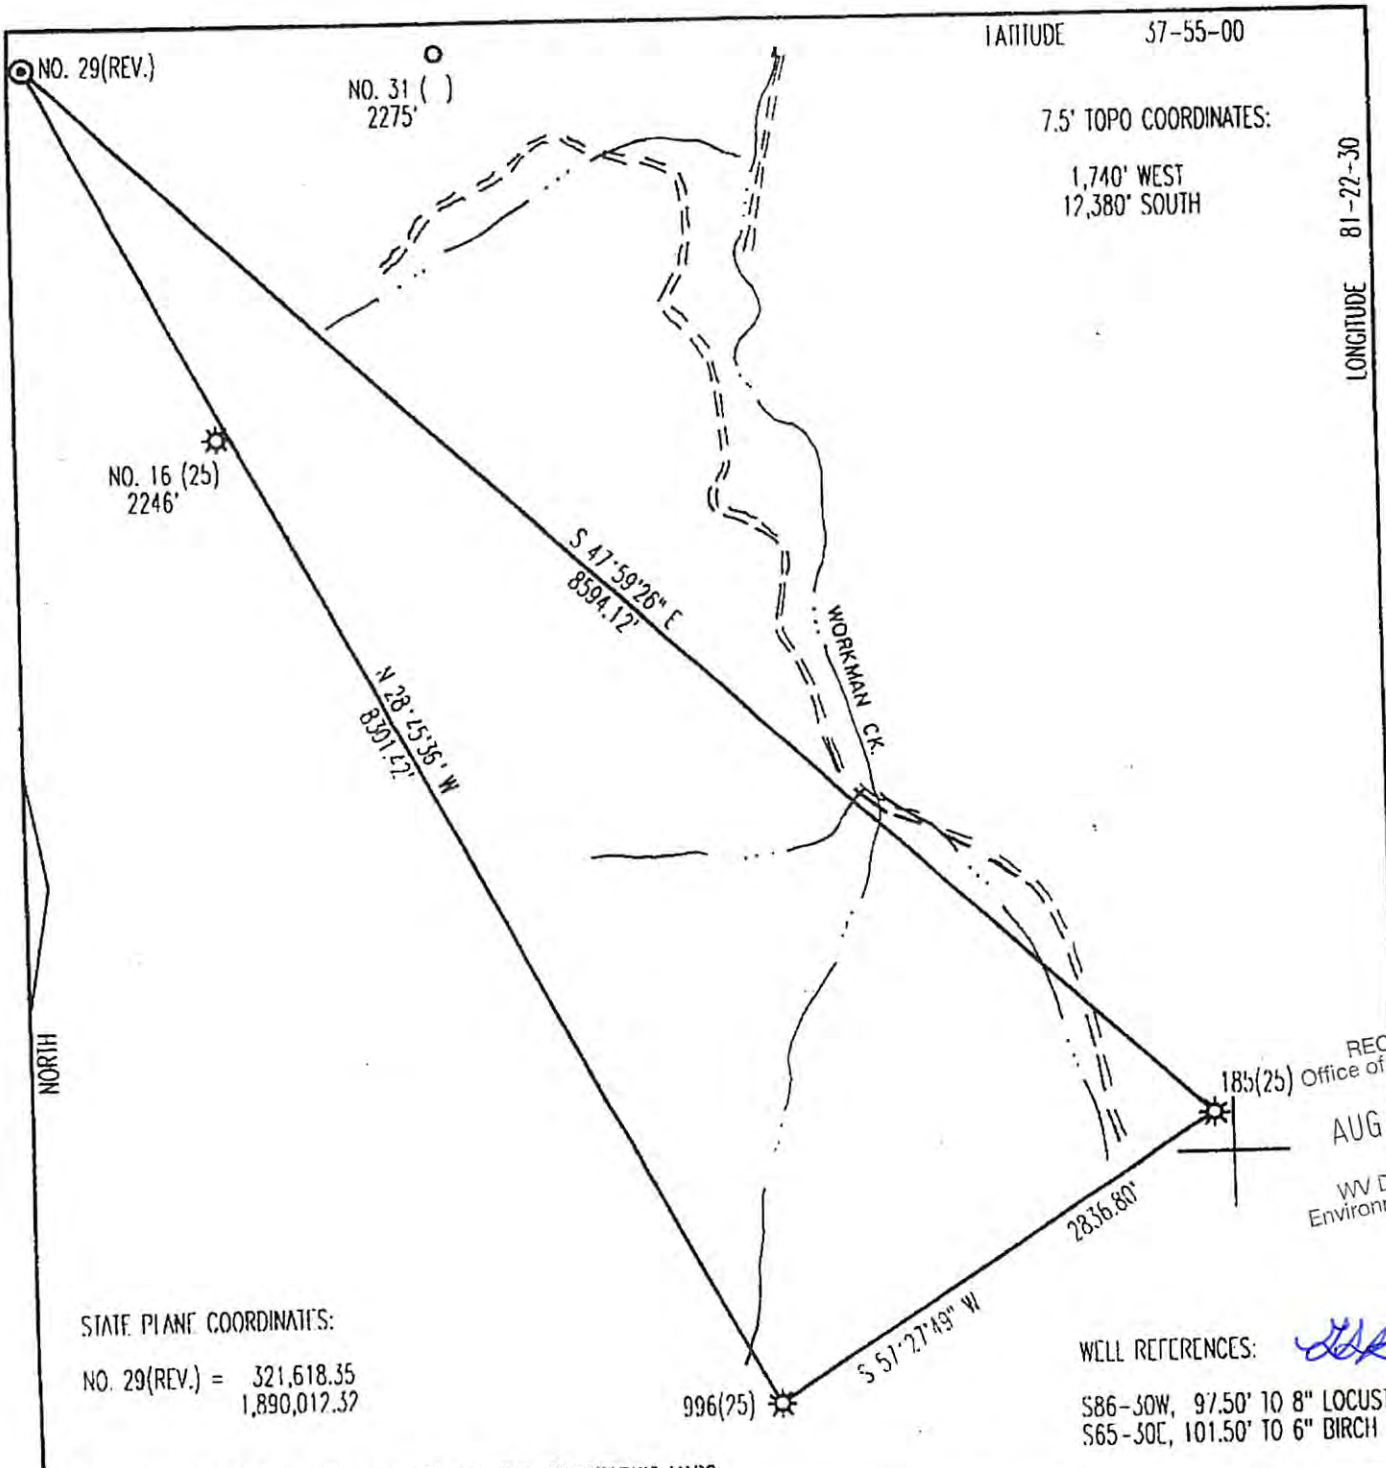 LATITUDE 37-55-00
NO. 29(REV.)
NO. 31 ( )
2275'
7.5' TOPO COORDINATES:
1,740' WEST
12,380' SOUTH
LONGITUDE 81-22-30
NO. 16 (25)
2246'
S 47°59'26" E
8594.12'
WORKMAN CK.
N 28°45'36" W
8301.42'
NORTH
185(25)
REC
Office of
AUG
WV D
Environ
2836.80'
S 57°27'49" W
STATE PLANE COORDINATES:
NO. 29(REV.) = 321,618.35
1,890,012.32
996(25)
WELL REFERENCES:
S86-30W, 97.50' TO 8" LOCUST
S65-30E, 101.50' TO 6" BIRCH